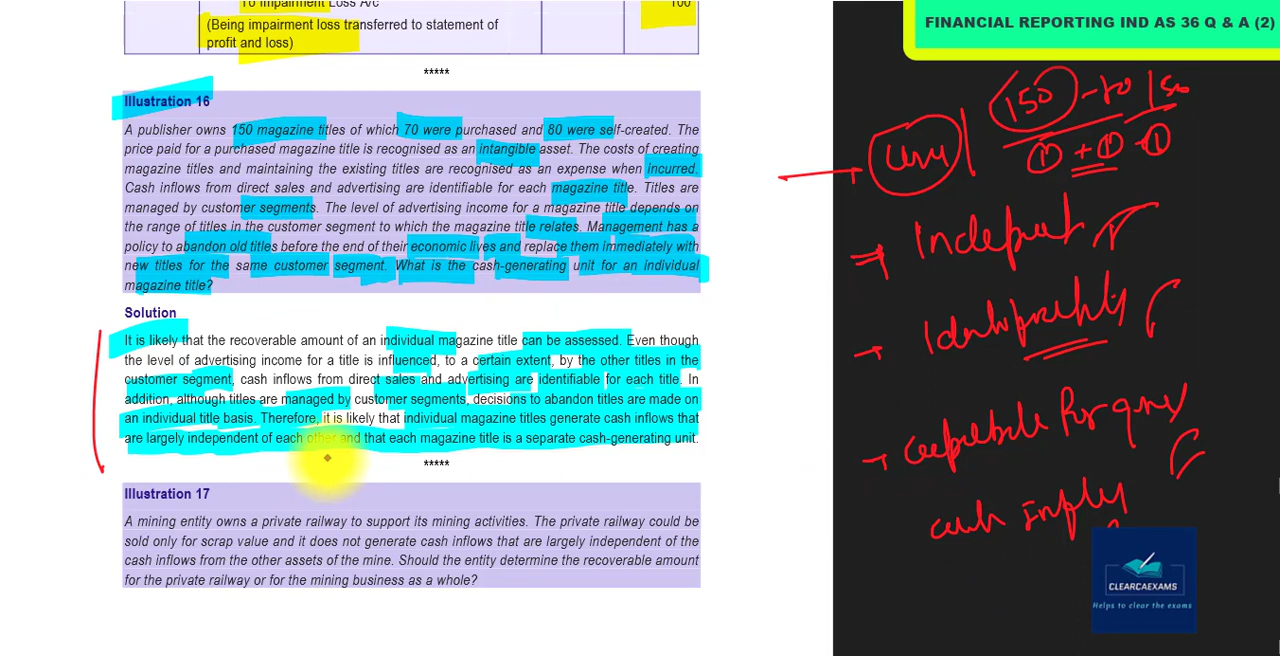 To Impairment Loss A/c 100
(Being impairment loss transferred to statement of
profit and loss)
*****
Illustration 16
A publisher owns 150 magazine titles of which 70 were purchased and 80 were self-created. The
price paid for a purchased magazine title is recognised as an intangible asset. The costs of creating
magazine titles and maintaining the existing titles are recognised as an expense when incurred.
Cash inflows from direct sales and advertising are identifiable for each magazine title. Titles are
managed by customer segments. The level of advertising income for a magazine title depends on
the range of titles in the customer segment to which the magazine title relates. Management has a
policy to abandon old titles before the end of their economic lives and replace them immediately with
new titles for the same customer segment. What is the cash-generating unit for an individual
magazine title?
Solution
It is likely that the recoverable amount of an individual magazine title can be assessed. Even though
the level of advertising income for a title is influenced, to a certain extent, by the other titles in the
customer segment, cash inflows from direct sales and advertising are identifiable for each title. In
addition, although titles are managed by customer segments, decisions to abandon titles are made on
an individual title basis. Therefore, it is likely that individual magazine titles generate cash inflows that
are largely independent of each other and that each magazine title is a separate cash-generating unit.
*****
Illustration 17
A mining entity owns a private railway to support its mining activities. The private railway could be
sold only for scrap value and it does not generate cash inflows that are largely independent of the
cash inflows from the other assets of the mine. Should the entity determine the recoverable amount
for the private railway or for the mining business as a whole?
FINANCIAL REPORTING IND AS 36 Q & A (2)
150
1 + 1
cash
CLEARCAEXAMS
Helps to clear the exams